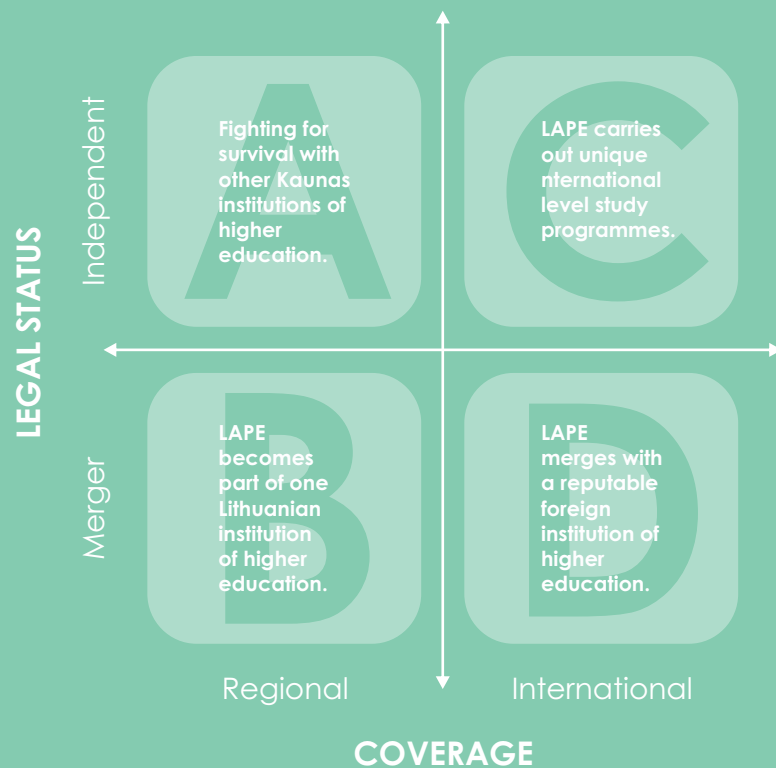 LEGAL STATUS
Independent
A
Fighting for
survival with
other Kaunas
institutions of
higher
education.
C
LAPE carries
out unique
nternational
level study
programmes.
Merger
B
LAPE
becomes
part of one
Lithuanian
institution
of higher
education.
D
LAPE
merges with
a reputable
foreign
institution of
higher
education.
Regional
International
COVERAGE